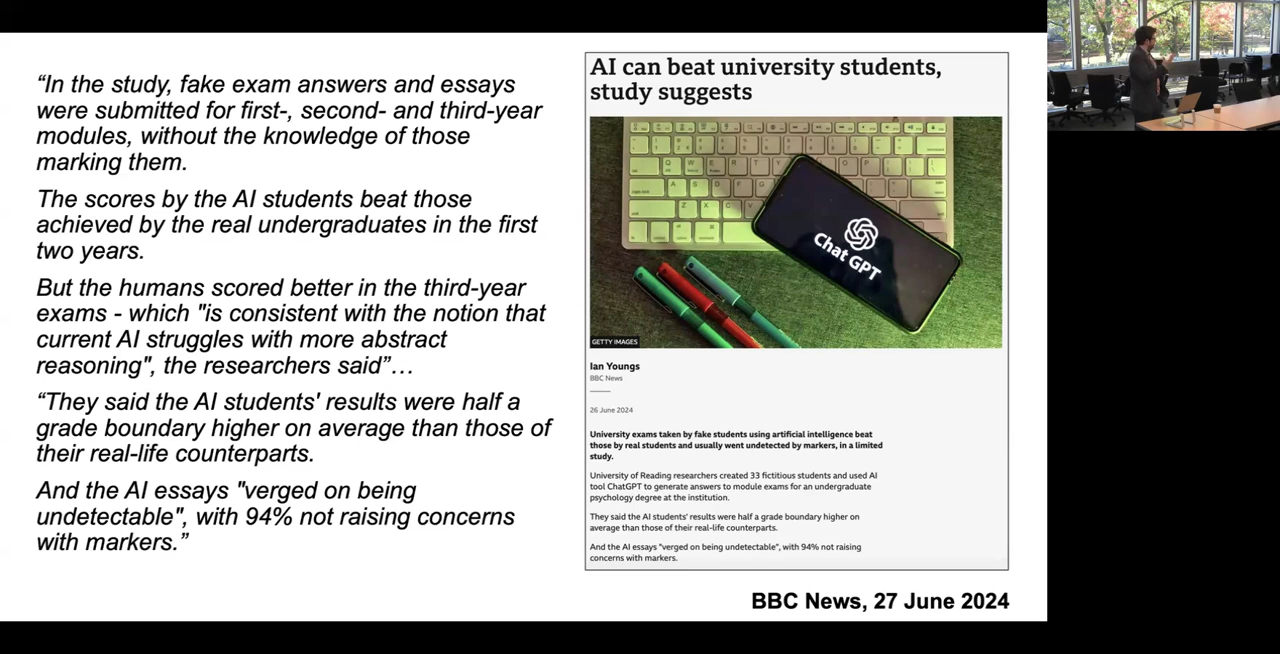 “In the study, fake exam answers and essays
were submitted for first-, second- and third-year
modules, without the knowledge of those
marking them.
The scores by the AI students beat those
achieved by the real undergraduates in the first
two years.
But the humans scored better in the third-year
exams - which "is consistent with the notion that
current AI struggles with more abstract
reasoning", the researchers said”…
“They said the AI students' results were half a
grade boundary higher on average than those of
their real-life counterparts.
And the AI essays "verged on being
undetectable", with 94% not raising concerns
with markers.”
AI can beat university students,
study suggests
Chat GPT
GETTY IMAGES
Ian Youngs
BBC News
26 June 2024
University exams taken by fake students using artificial intelligence beat
those by real students and usually went undetected by markers, in a limited
study.
University of Reading researchers created 33 fictitious students and used AI
tool ChatGPT to generate answers to module exams for an undergraduate
psychology degree at the institution.
They said the AI students' results were half a grade boundary higher on
average than those of their real-life counterparts.
And the AI essays "verged on being undetectable", with 94% not raising
concerns with markers.
BBC News, 27 June 2024